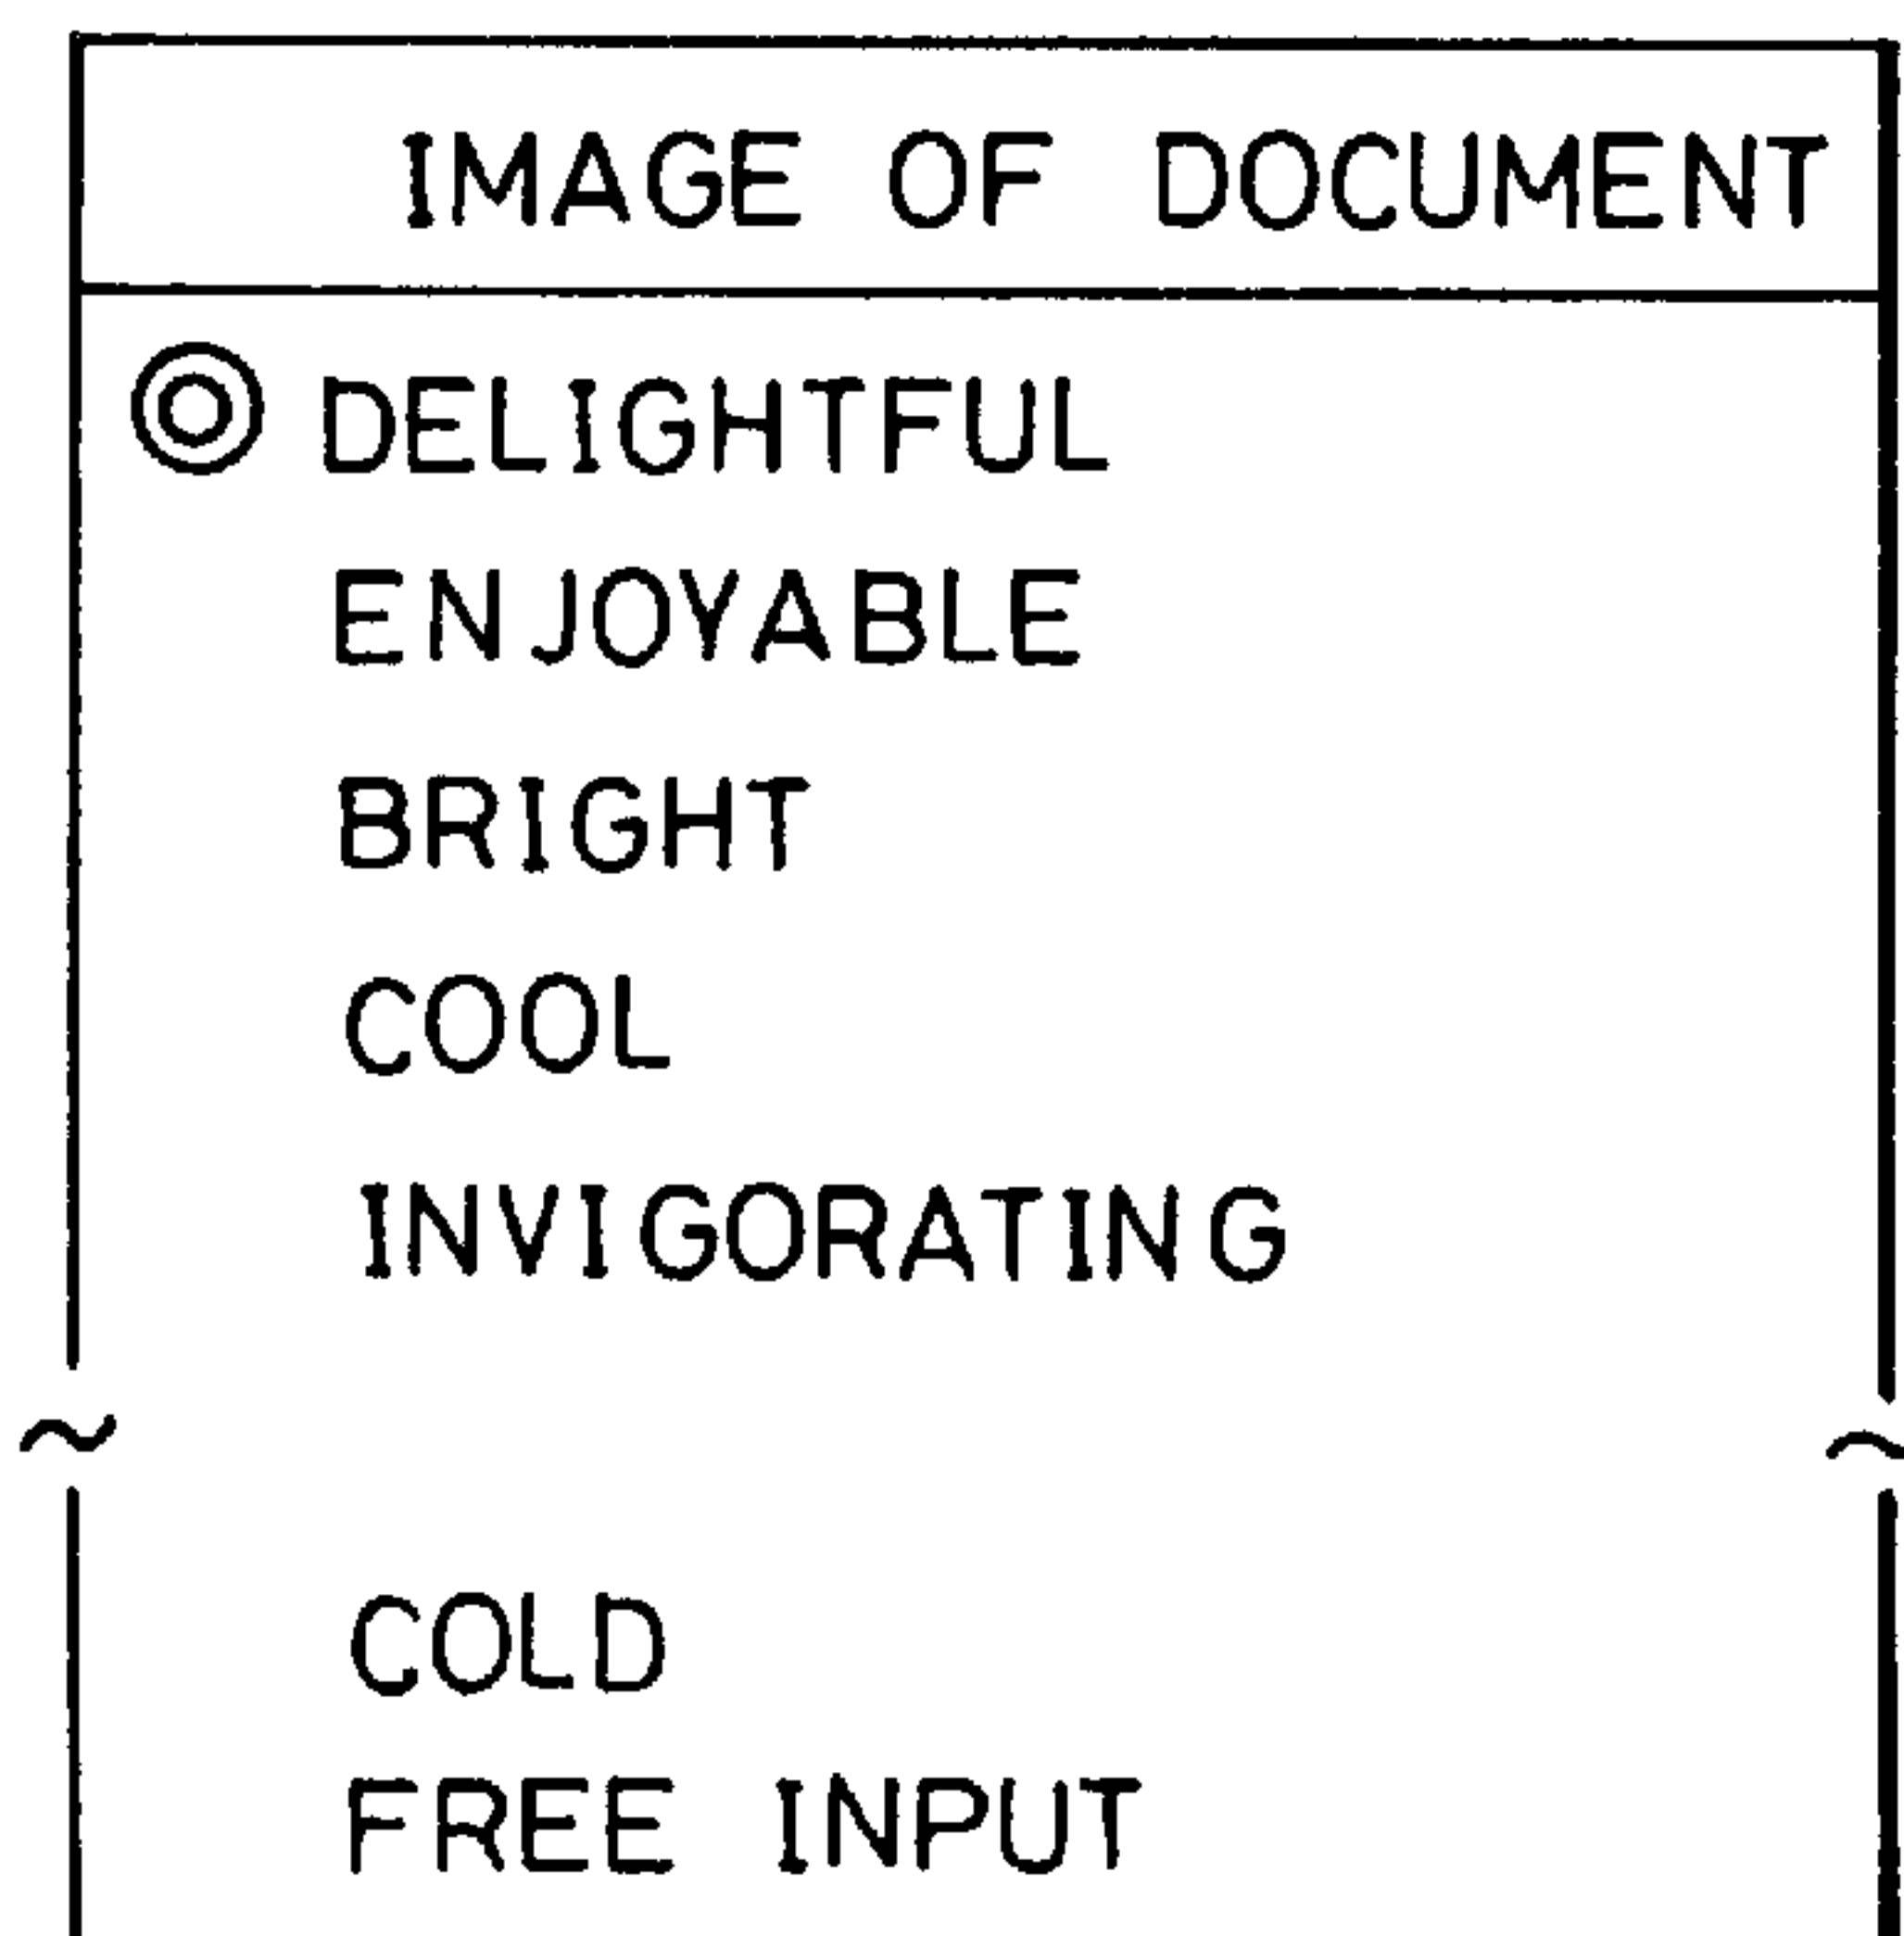 IMAGE OF DOCUMENT
DELIGHTFUL
ENJOYABLE
BRIGHT
COOL
INVIGORATING
COLD
FREE INPUT